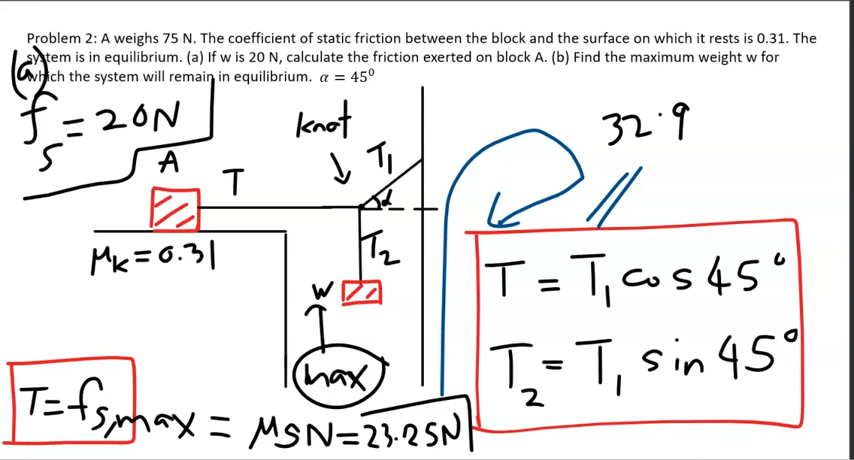 Problem 2: A weighs 75 N. The coefficient of static friction between the block and the surface on which it rests is 0.31. The
system is in equilibrium. (a) If w is 20 N, calculate the friction exerted on block A. (b) Find the maximum weight w for
which the system will remain in equilibrium. α = 45⁰
(a)
fs = 20N
knot
32.9
A
T
T₁
α
μK = 0.31
T₂
W
max
T = T₁ cos 45°
T₂ = T₁ sin 45°
T = fs,max = μsN = 23.25N